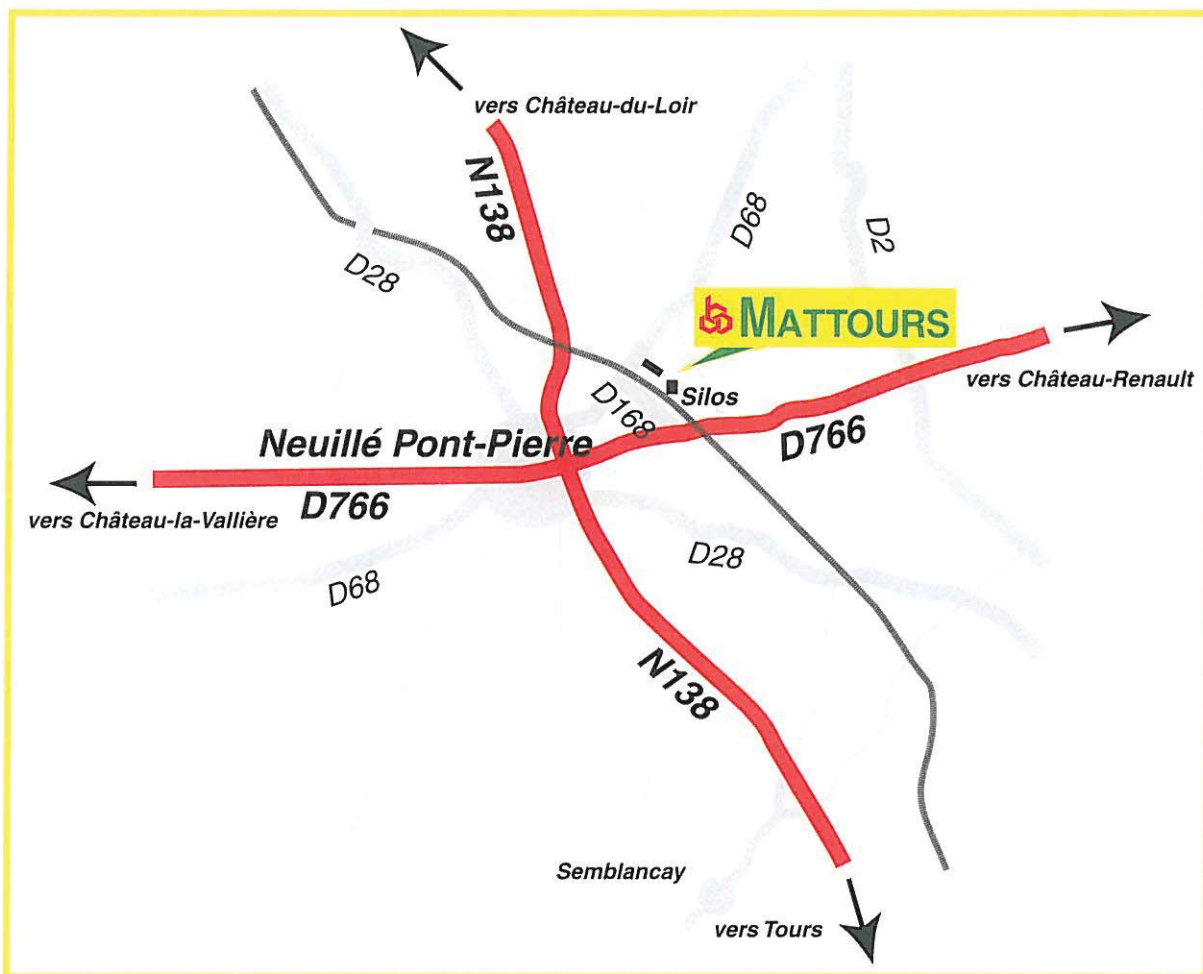 vers Château-du-Loir
N138
D68
D2
D28
MATTOURS
vers Château-Renault
Silos
D168
D766
Neuillé Pont-Pierre
D766
vers Château-la-Vallière
D28
D68
N138
Semblancay
vers Tours